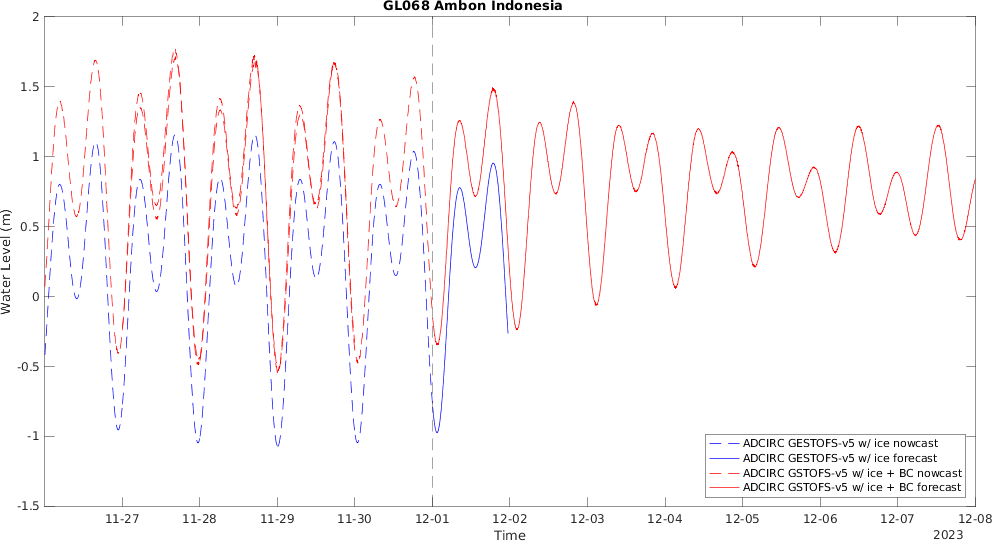 GL068 Ambon Indonesia
2
1.5
1
0.5
0
-0.5
-1
-1.5
Water Level (m)
ADCIRC GESTOFS-v5 w/ ice nowcast
ADCIRC GESTOFS-v5 w/ ice forecast
ADCIRC GSTOFS-v5 w/ ice + BC nowcast
ADCIRC GSTOFS-v5 w/ ice + BC forecast
11-27 11-28 11-29 11-30 12-01 12-02 12-03 12-04 12-05 12-06 12-07 12-08
Time
2023